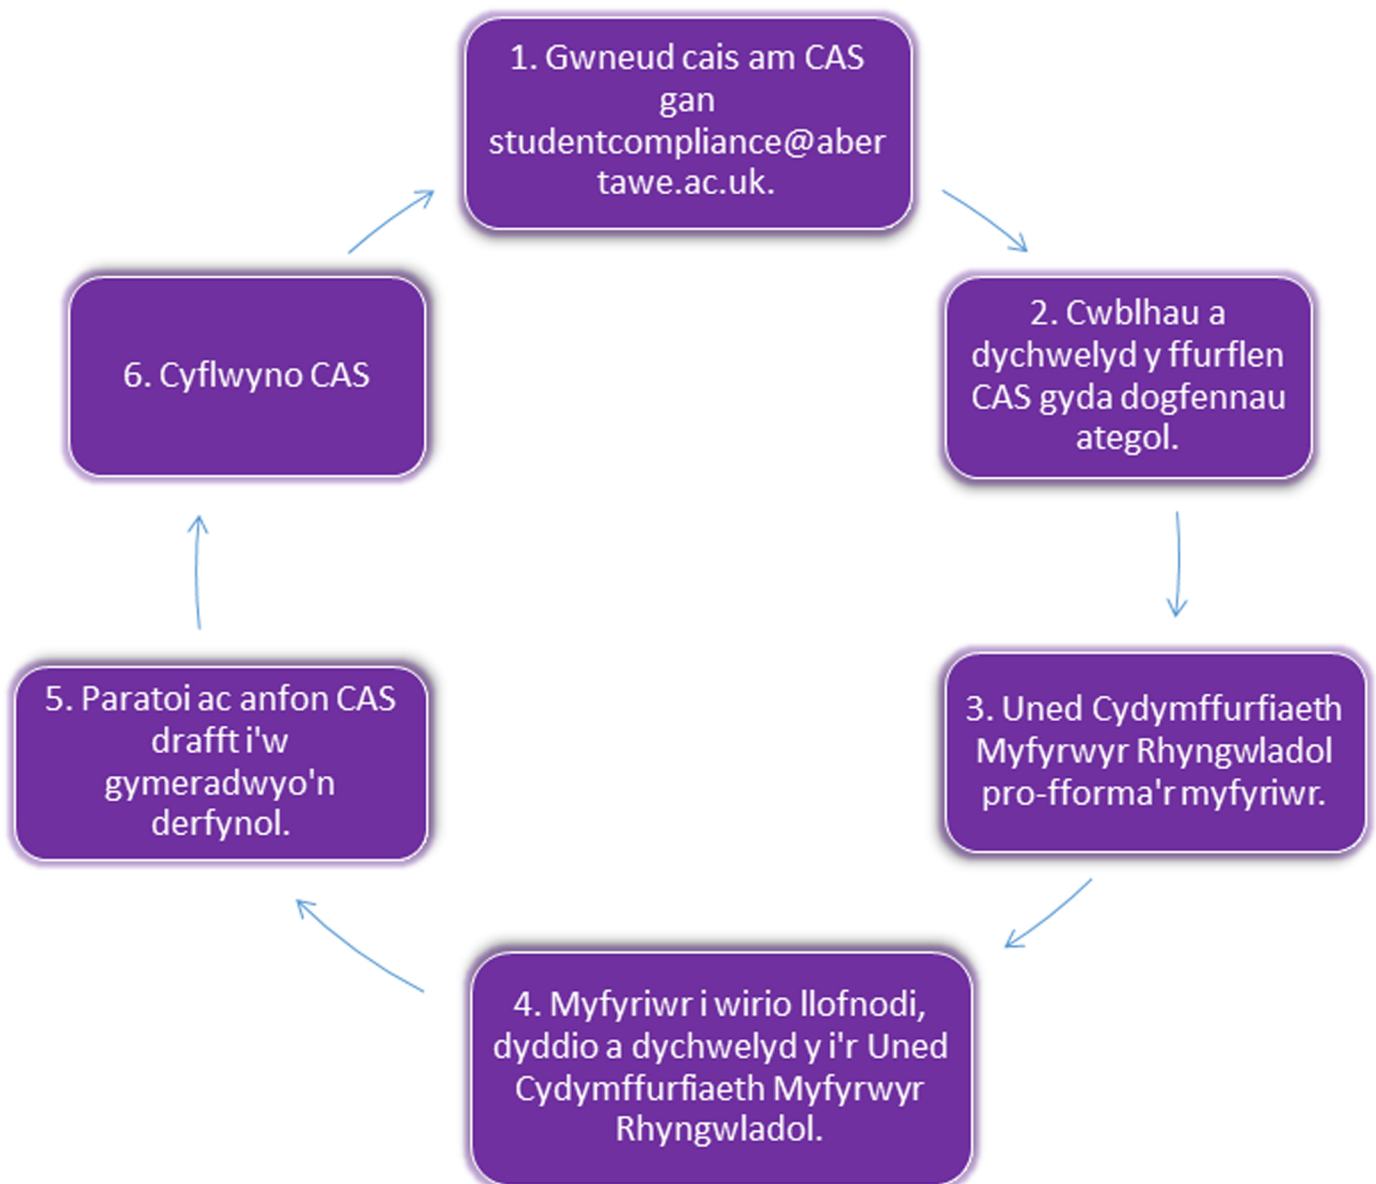 1. Gwneud cais am CAS
gan
studentcompliance@aber
tawe.ac.uk.
2. Cwblhau a
dychwelyd y ffurflen
CAS gyda dogfennau
ategol.
3. Uned Cydymffurfiaeth
Myfyrwyr Rhyngwladol
pro-fforma'r myfyriwr.
4. Myfyriwr i wirio llofnodi,
dyddio a dychwelyd y i'r Uned
Cydymffurfiaeth Myfyrwyr
Rhyngwladol.
5. Paratoi ac anfon CAS
drafft i'w
gymeradwyo'n
derfynol.
6. Cyflwyno CAS